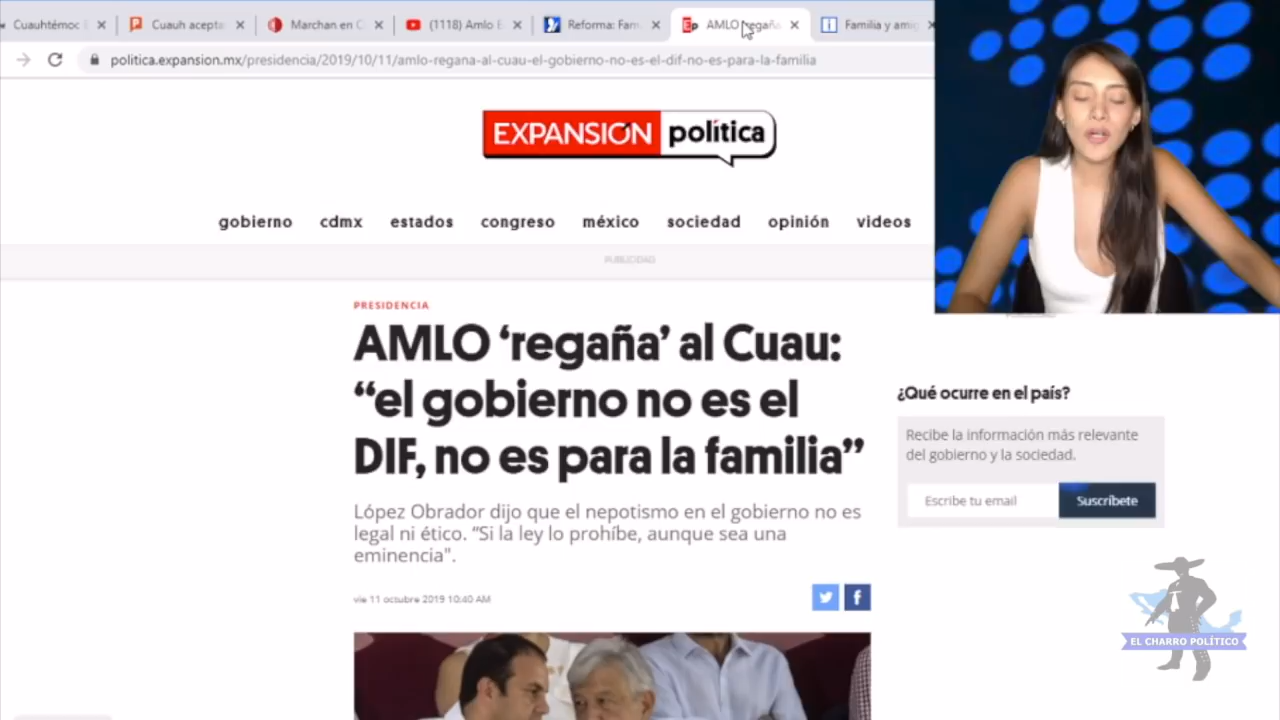 Cuauhtémoc
Cuauh acepta
Marchan en C
(1118) Amlo
Reforma: Fam
AMLO regaña
Familia y amig
politica.expansion.mx/presidencia/2019/10/11/amlo-regana-al-cuau-el-gobierno-no-es-el-dif-no-es-para-la-familia
EXPANSIÓN política
gobierno cdmx estados congreso méxico sociedad opinión videos
PUBLICIDAD
PRESIDENCIA
AMLO ‘regaña’ al Cuau:
“el gobierno no es el
DIF, no es para la familia”
López Obrador dijo que el nepotismo en el gobierno no es
legal ni ético. “Si la ley lo prohíbe, aunque sea una
eminencia".
vie 11 octubre 2019 10:40 AM
¿Qué ocurre en el país?
Recibe la información más relevante
del gobierno y la sociedad.
Escribe tu email
Suscríbete
EL CHARRO POLÍTICO